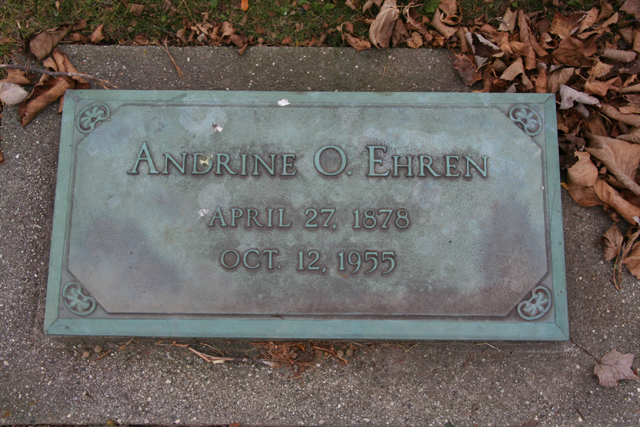 Andrine O. Ehren
APRIL 27, 1878
OCT. 12, 1955